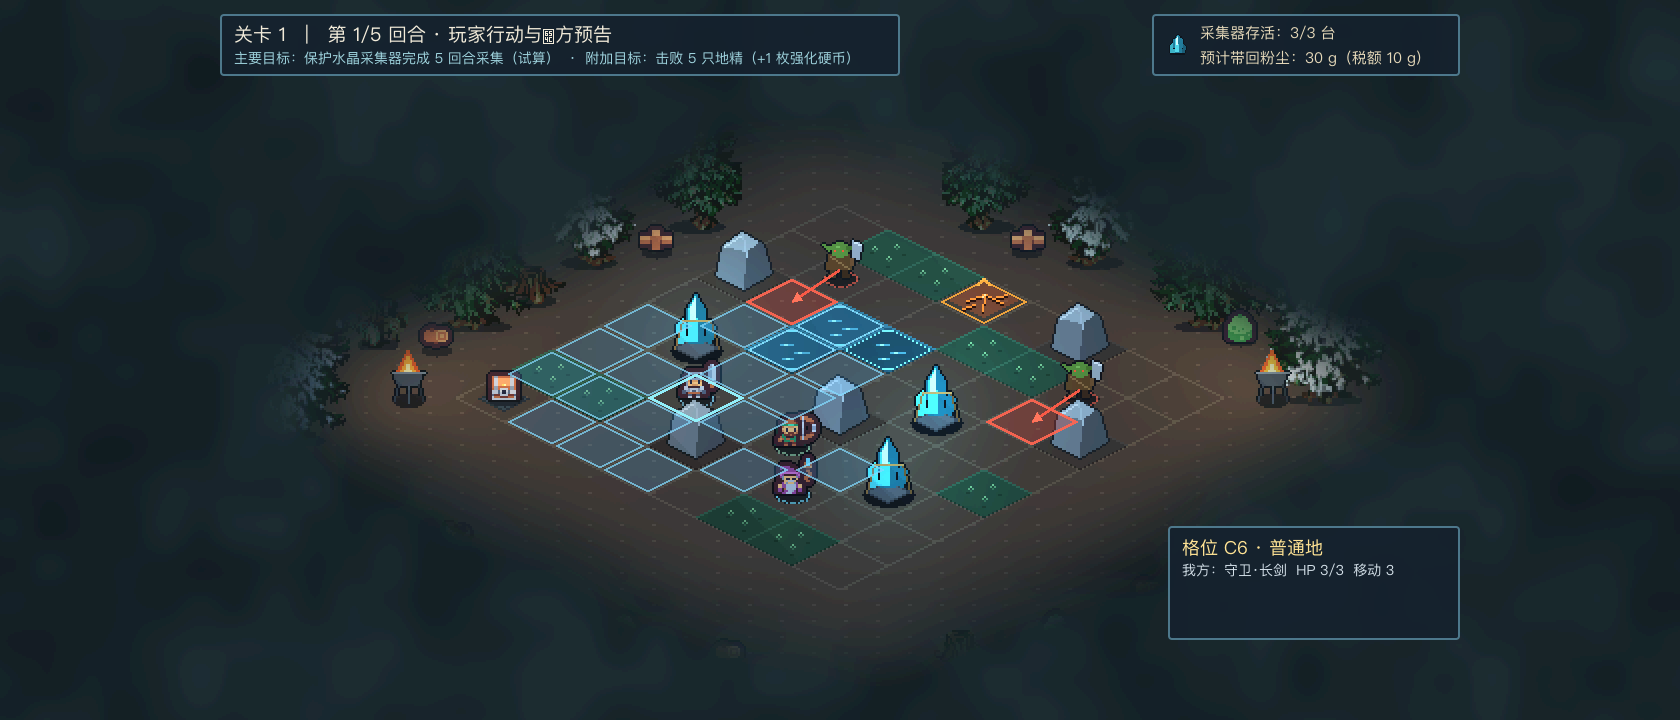 关卡 1 ｜ 第 1/5 回合 · 玩家行动与方预告
主要目标：保护水晶采集器完成 5 回合采集（试算） · 附加目标：击败 5 只地精（+1 枚强化硬币）
采集器存活：3/3 台
预计带回粉尘：30 g（税额 10 g）
格位 C6 · 普通地
我方：守卫·长剑 HP 3/3 移动 3